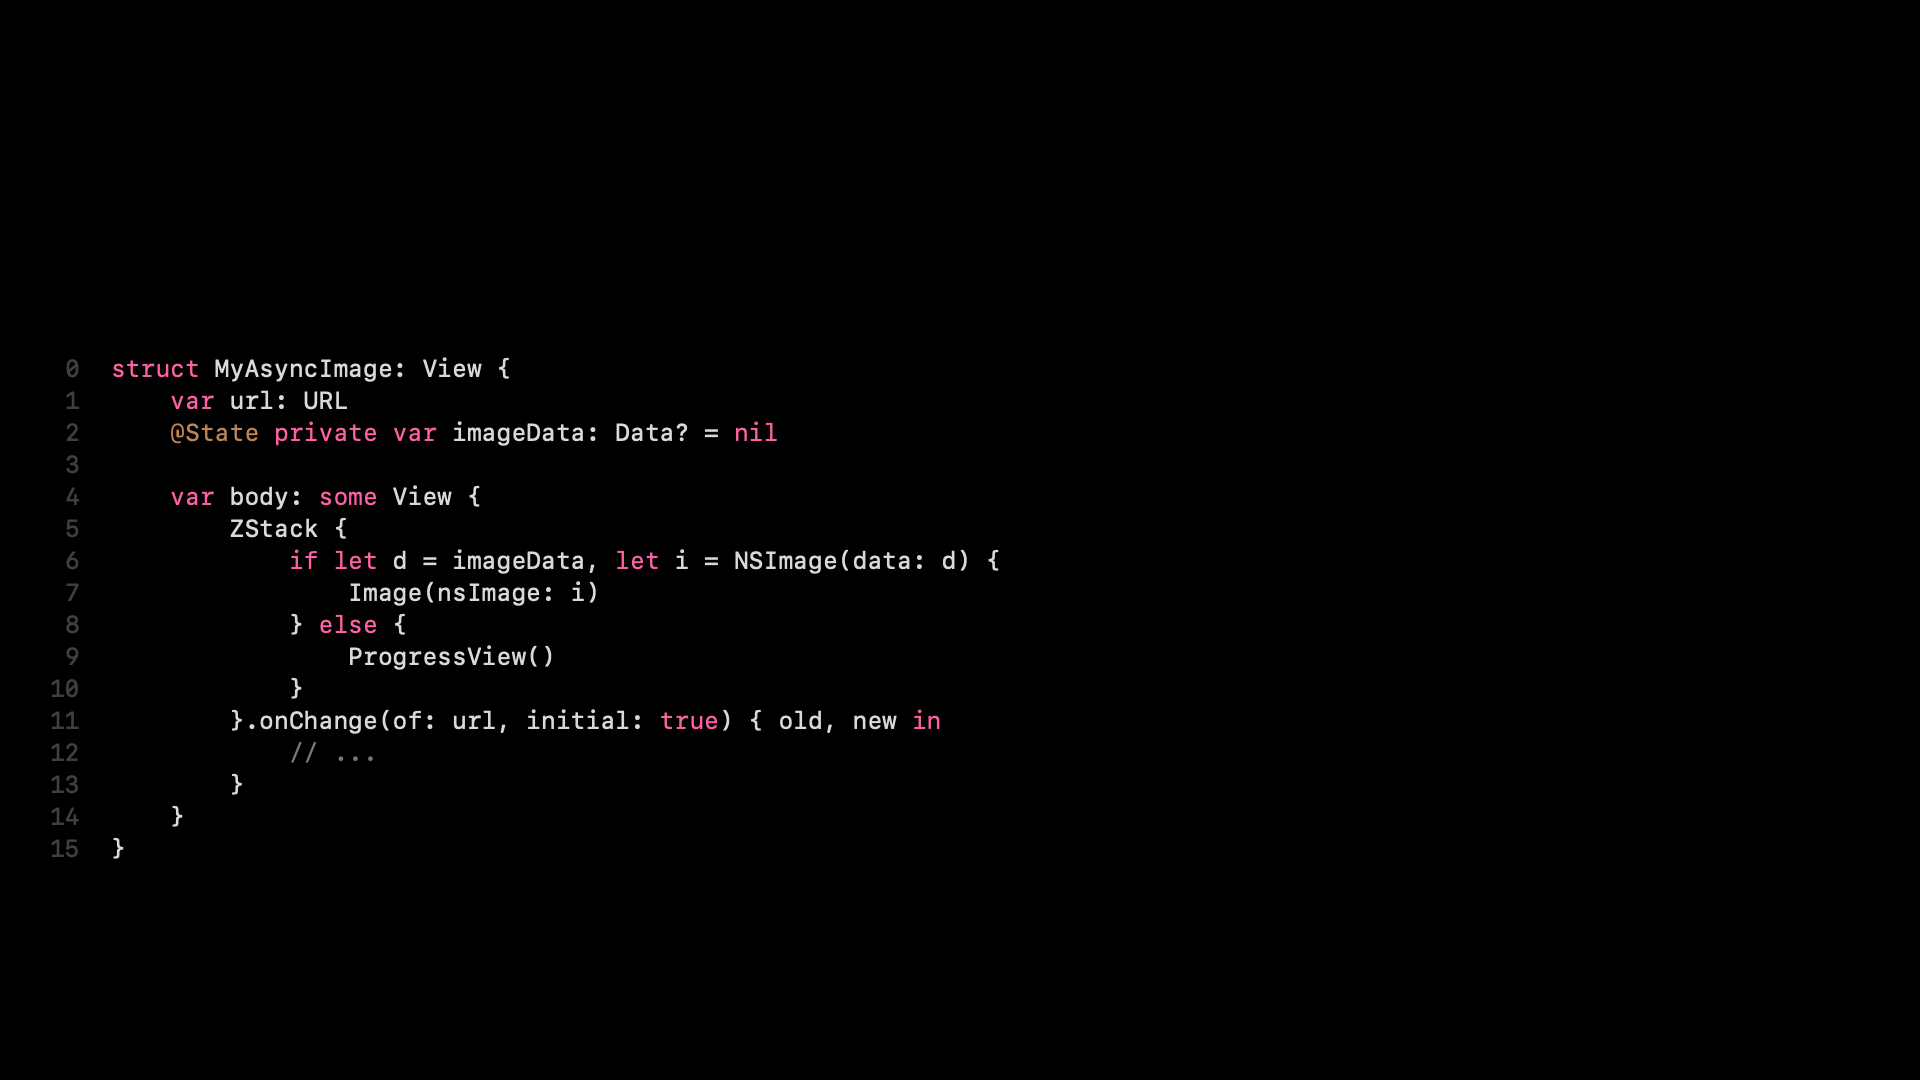 0 struct MyAsyncImage: View {
1     var url: URL
2     @State private var imageData: Data? = nil
3
4     var body: some View {
5         ZStack {
6             if let d = imageData, let i = NSImage(data: d) {
7                 Image(nsImage: i)
8             } else {
9                 ProgressView()
10             }
11         }.onChange(of: url, initial: true) { old, new in
12             // ...
13         }
14     }
15 }